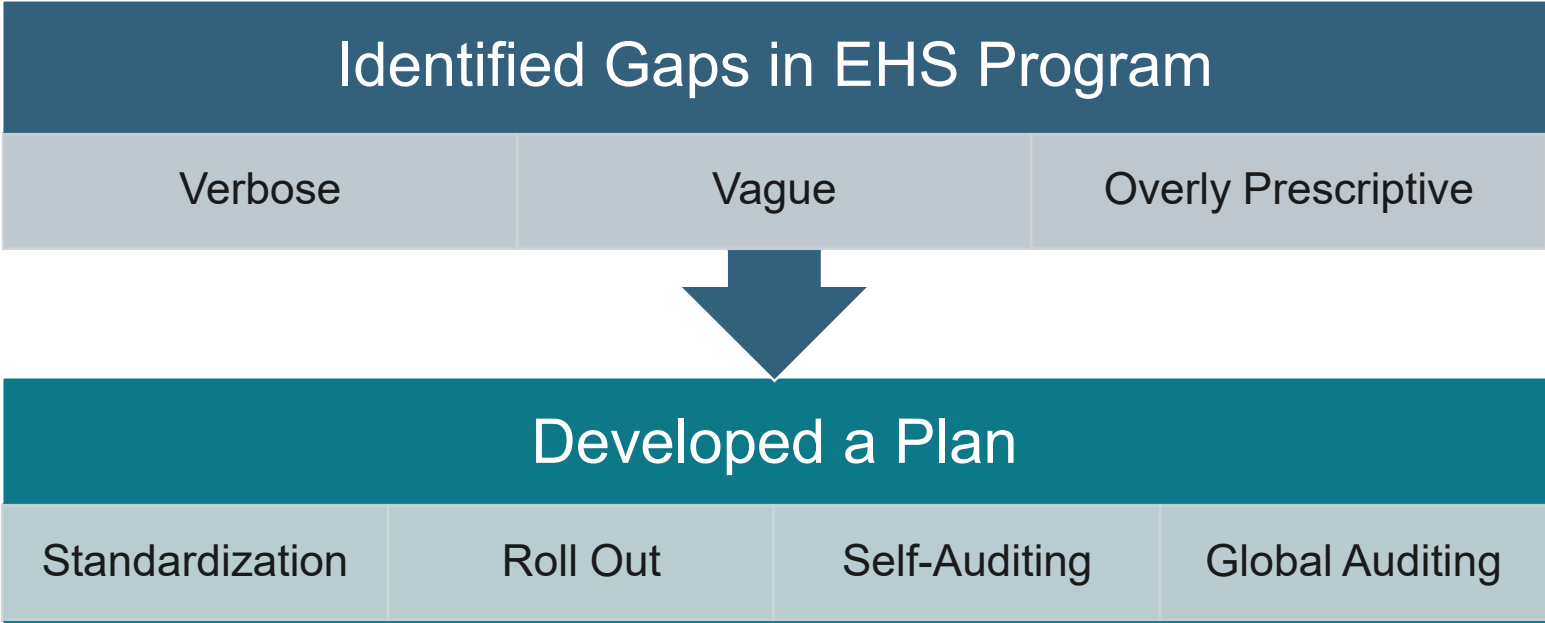 Identified Gaps in EHS Program
Verbose Vague Overly Prescriptive
Developed a Plan
Standardization Roll Out Self-Auditing Global Auditing